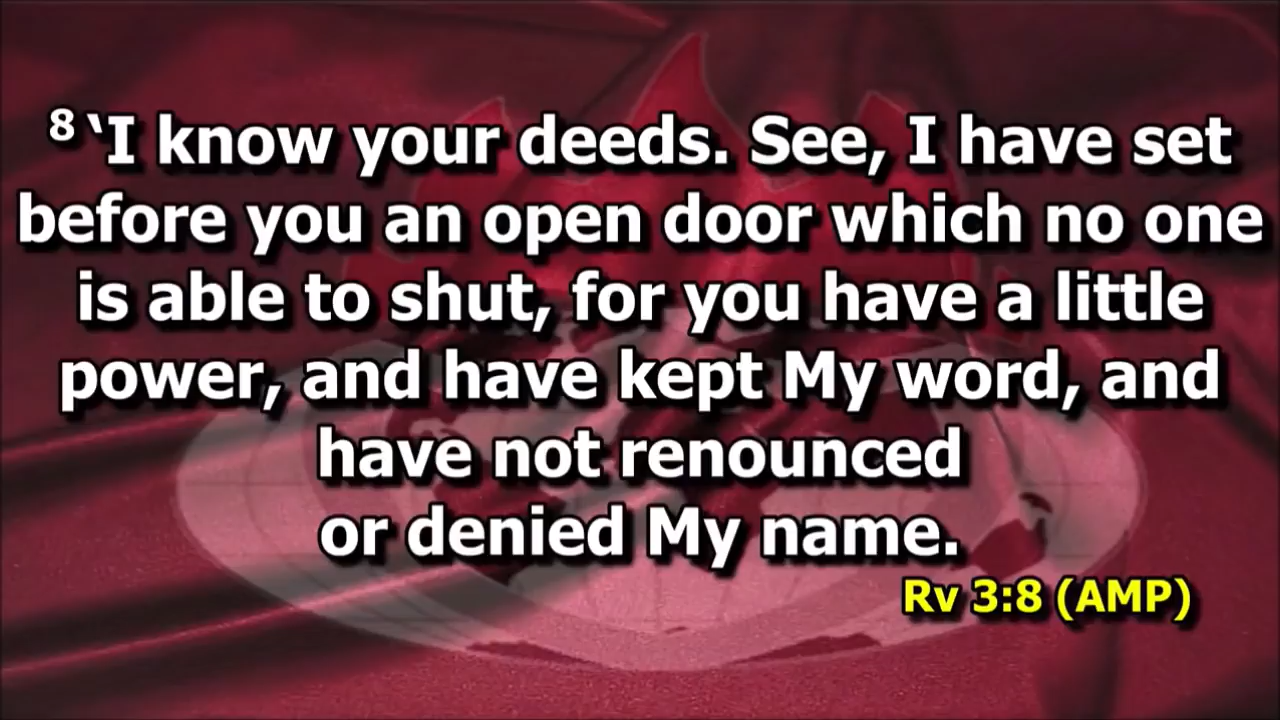 8 ‘I know your deeds. See, I have set
before you an open door which no one
is able to shut, for you have a little
power, and have kept My word, and
have not renounced
or denied My name.
Rv 3:8 (AMP)